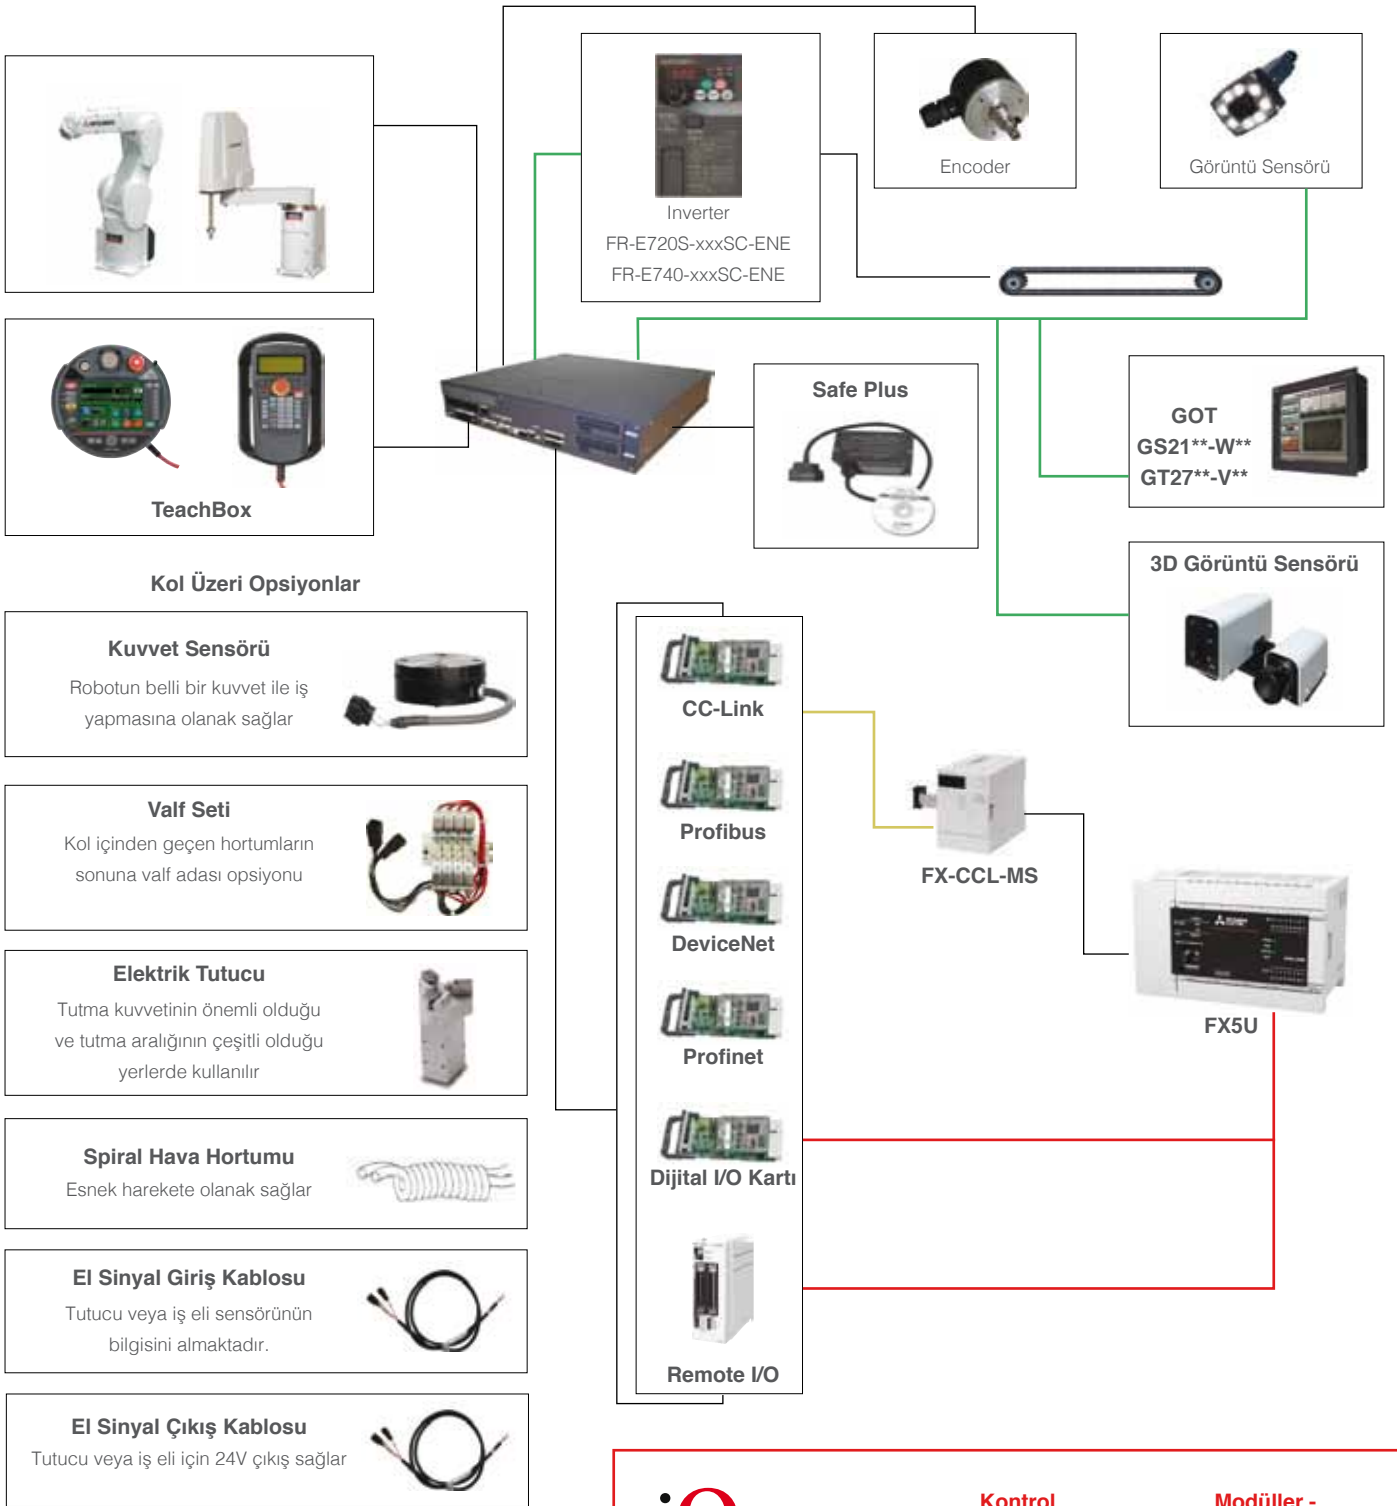 Inverter
FR-E720S-xxxSC-ENE
FR-E740-xxxSC-ENE
Encoder
Görüntü Sensörü
TeachBox
Safe Plus
GOT
GS21**-W**
GT27**-V**
3D Görüntü Sensörü
Kol Üzeri Opsiyonlar
Kuvvet Sensörü
Robotun belli bir kuvvet ile iş
yapmasına olanak sağlar
Valf Seti
Kol içinden geçen hortumların
sonuna valf adası opsiyonu
Elektrik Tutucu
Tutma kuvvetinin önemli olduğu
ve tutma aralığının çeşitli olduğu
yerlerde kullanılır
Spiral Hava Hortumu
Esnek harekete olanak sağlar
El Sinyal Giriş Kablosu
Tutucu veya iş eli sensörünün
bilgisini almaktadır.
El Sinyal Çıkış Kablosu
Tutucu veya iş eli için 24V çıkış sağlar
CC-Link
Profibus
DeviceNet
Profinet
Dijital I/O Kartı
Remote I/O
FX-CCL-MS
FX5U
Kontrol
Modüller -